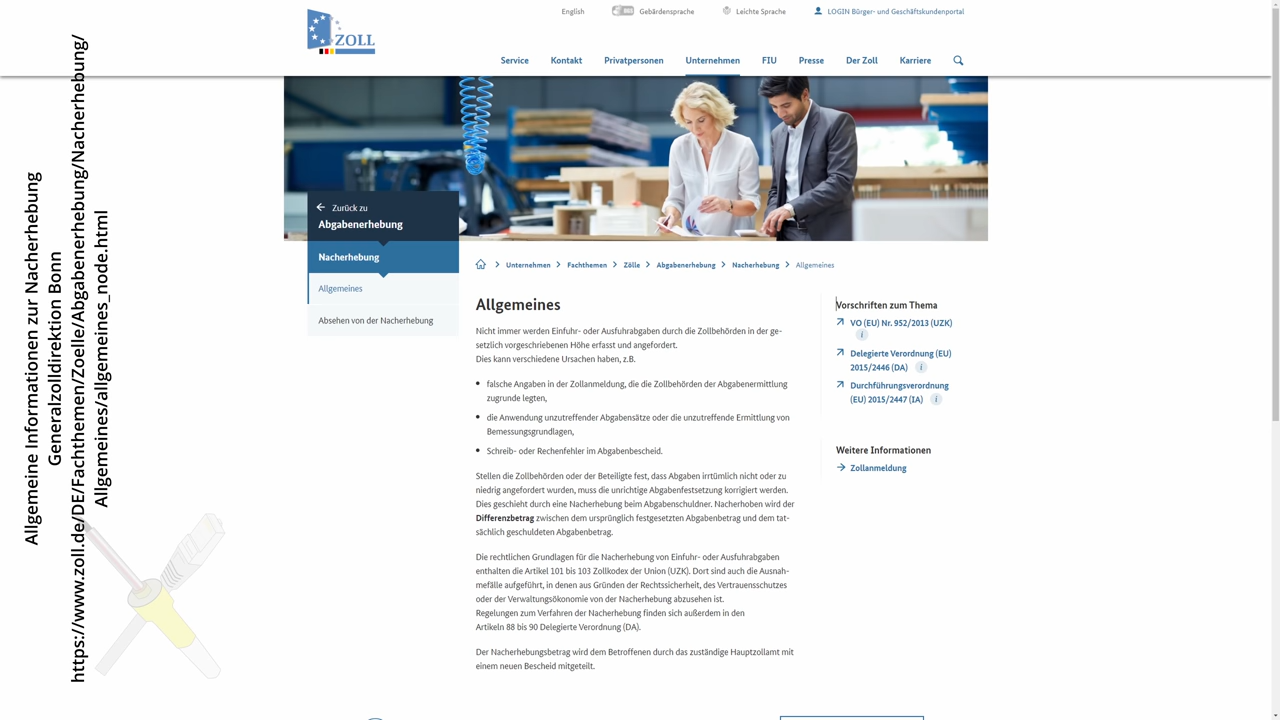 Allgemeine Informationen zur Nacherhebung
Generalzolldirektion Bonn
https://www.zoll.de/DE/Fachthemen/Zoelle/Abgabenerhebung/Nacherhebung/
Allgemeines/allgemeines_node.html
English
DGS
Gebärdensprache
Leichte Sprache
LOGIN Bürger- und Geschäftskundenportal
ZOLL
Service
Kontakt
Privatpersonen
Unternehmen
FIU
Presse
Der Zoll
Karriere
Zurück zu
Abgabenerhebung
Nacherhebung
Allgemeines
Absehen von der Nacherhebung
Unternehmen > Fachthemen > Zölle > Abgabenerhebung > Nacherhebung > Allgemeines
Allgemeines
Nicht immer werden Einfuhr- oder Ausfuhrabgaben durch die Zollbehörden in der ge-
setzlich vorgeschriebenen Höhe erfasst und angefordert.
Dies kann verschiedene Ursachen haben, z.B.
• falsche Angaben in der Zollanmeldung, die die Zollbehörden der Abgabenermittlung
zugrunde legten,
• die Anwendung unzutreffender Abgabensätze oder die unzutreffende Ermittlung von
Bemessungsgrundlagen,
• Schreib- oder Rechenfehler im Abgabenbescheid.
Stellen die Zollbehörden oder der Beteiligte fest, dass Abgaben irrtümlich nicht oder zu
niedrig angefordert wurden, muss die unrichtige Abgabenfestsetzung korrigiert werden.
Dies geschieht durch eine Nacherhebung beim Abgabenschuldner. Nacherhoben wird der
Differenzbetrag zwischen dem ursprünglich festgesetzten Abgabenbetrag und dem tat-
sächlich geschuldeten Abgabenbetrag.
Die rechtlichen Grundlagen für die Nacherhebung von Einfuhr- oder Ausfuhrabgaben
enthalten die Artikel 101 bis 103 Zollkodex der Union (UZK). Dort sind auch die Ausnah-
mefälle aufgeführt, in denen aus Gründen der Rechtssicherheit, des Vertrauensschutzes
oder der Verwaltungsökonomie von der Nacherhebung abzusehen ist.
Regelungen zum Verfahren der Nacherhebung finden sich außerdem in den
Artikeln 88 bis 90 Delegierte Verordnung (DA).
Der Nacherhebungsbetrag wird dem Betroffenen durch das zuständige Hauptzollamt mit
einem neuen Bescheid mitgeteilt.
Vorschriften zum Thema
VO (EU) Nr. 952/2013 (UZK)
i
Delegierte Verordnung (EU)
2015/2446 (DA) i
Durchführungsverordnung
(EU) 2015/2447 (IA) i
Weitere Informationen
Zollanmeldung